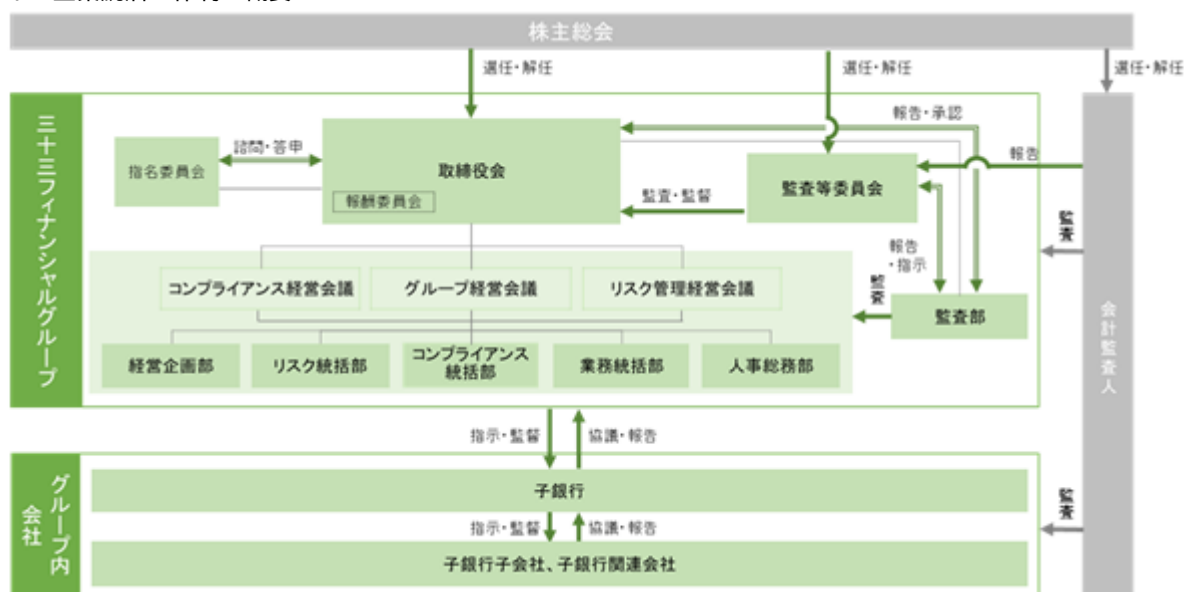 株主総会
選任・解任
選任・解任
選任・解任
三十三フィナンシャルグループ
指名委員会
諮問・答申
取締役会
報酬委員会
監査・監督
監査等委員会
報告・承認
報告
報告
・指示
監査
監査
監査部
会計監査人
コンプライアンス経営会議
グループ経営会議
リスク管理経営会議
経営企画部
リスク統括部
コンプライアンス
統括部
業務統括部
人事総務部
指示・監督
協議・報告
グループ内
会社
子銀行
監査
指示・監督
協議・報告
子銀行子会社、子銀行関連会社